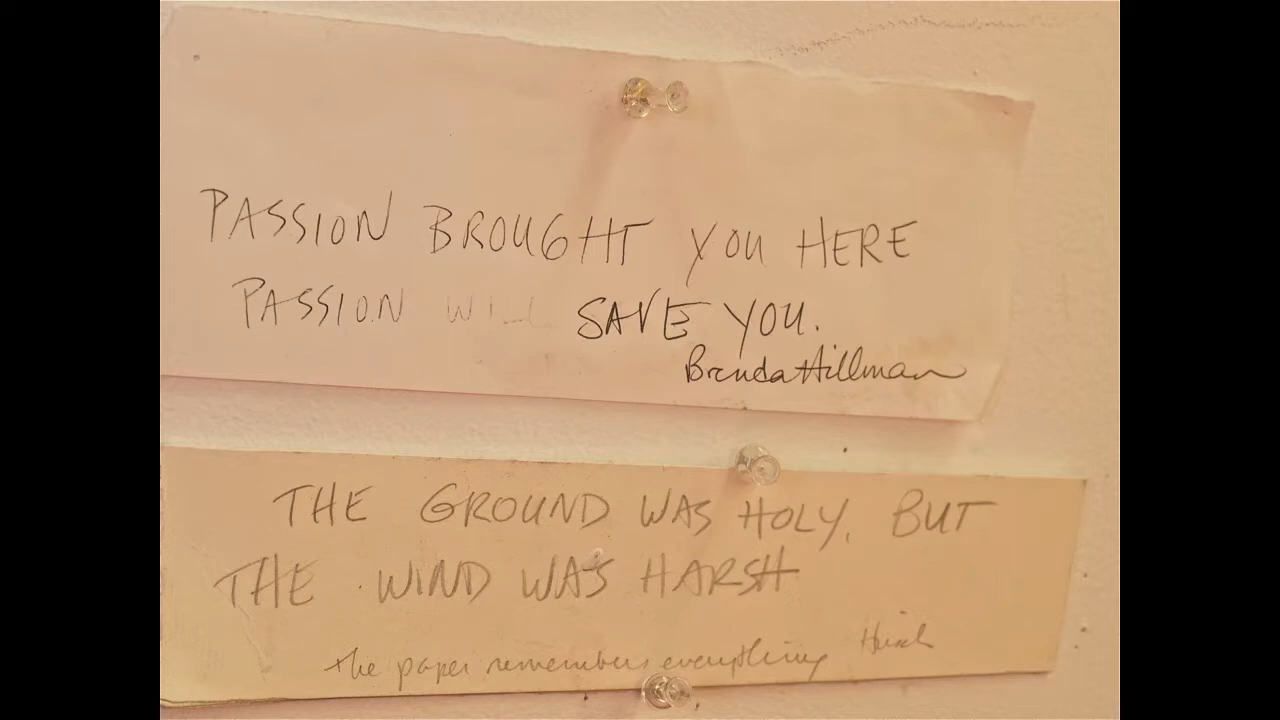 PASSION BROUGHT YOU HERE
PASSION WILL SAVE YOU.
Brenda Hillman
THE GROUND WAS HOLY, BUT
THE WIND WAS HARSH
the paper remembers everything Hirsch